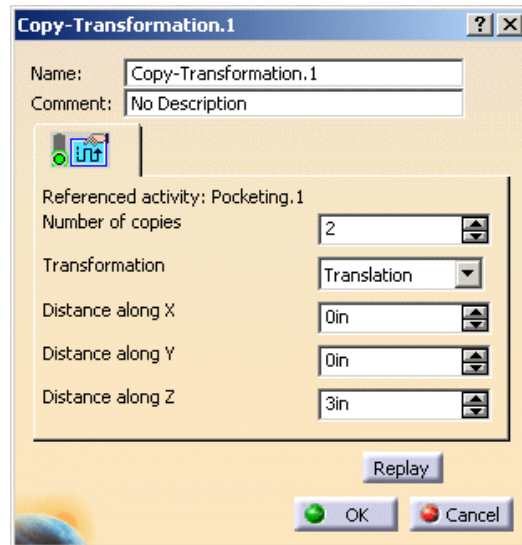 Copy-Transformation.1 ? X
Name: Copy-Transformation.1
Comment: No Description
Referenced activity: Pocketing.1
Number of copies 2
Transformation Translation
Distance along X 0in
Distance along Y 0in
Distance along Z 3in
Replay
OK Cancel